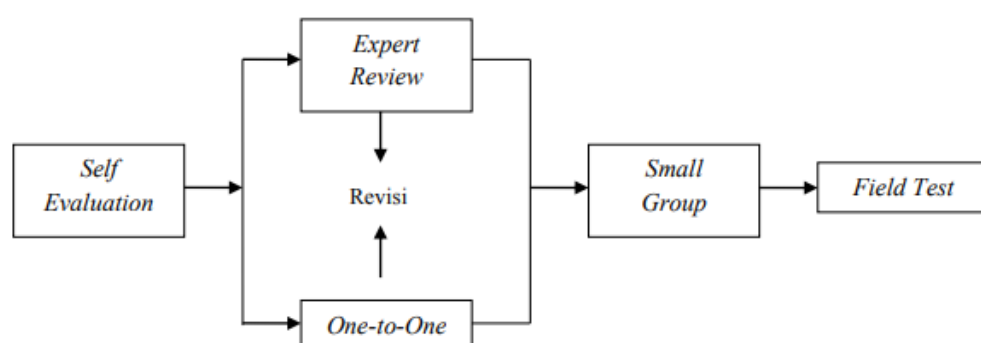 Expert
Review
Self
Evaluation
Revisi
Small
Group
Field Test
One-to-One